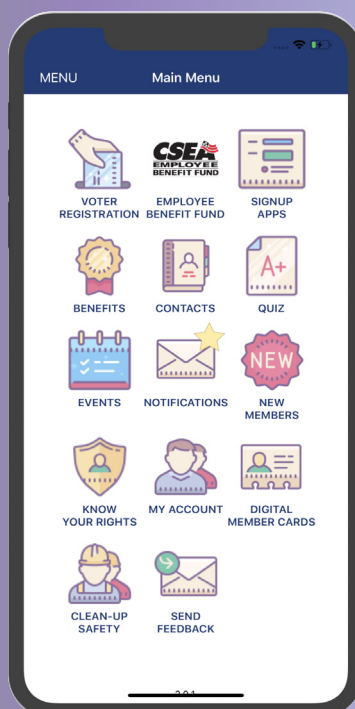 MENU
Main Menu
CSEA
EMPLOYEE
BENEFIT FUND
VOTER
REGISTRATION
EMPLOYEE
BENEFIT FUND
SIGNUP
APPS
A+
BENEFITS
CONTACTS
QUIZ
NEW
EVENTS
NOTIFICATIONS
NEW
MEMBERS
KNOW
YOUR RIGHTS
MY ACCOUNT
DIGITAL
MEMBER CARDS
CLEAN-UP
SAFETY
SEND
FEEDBACK